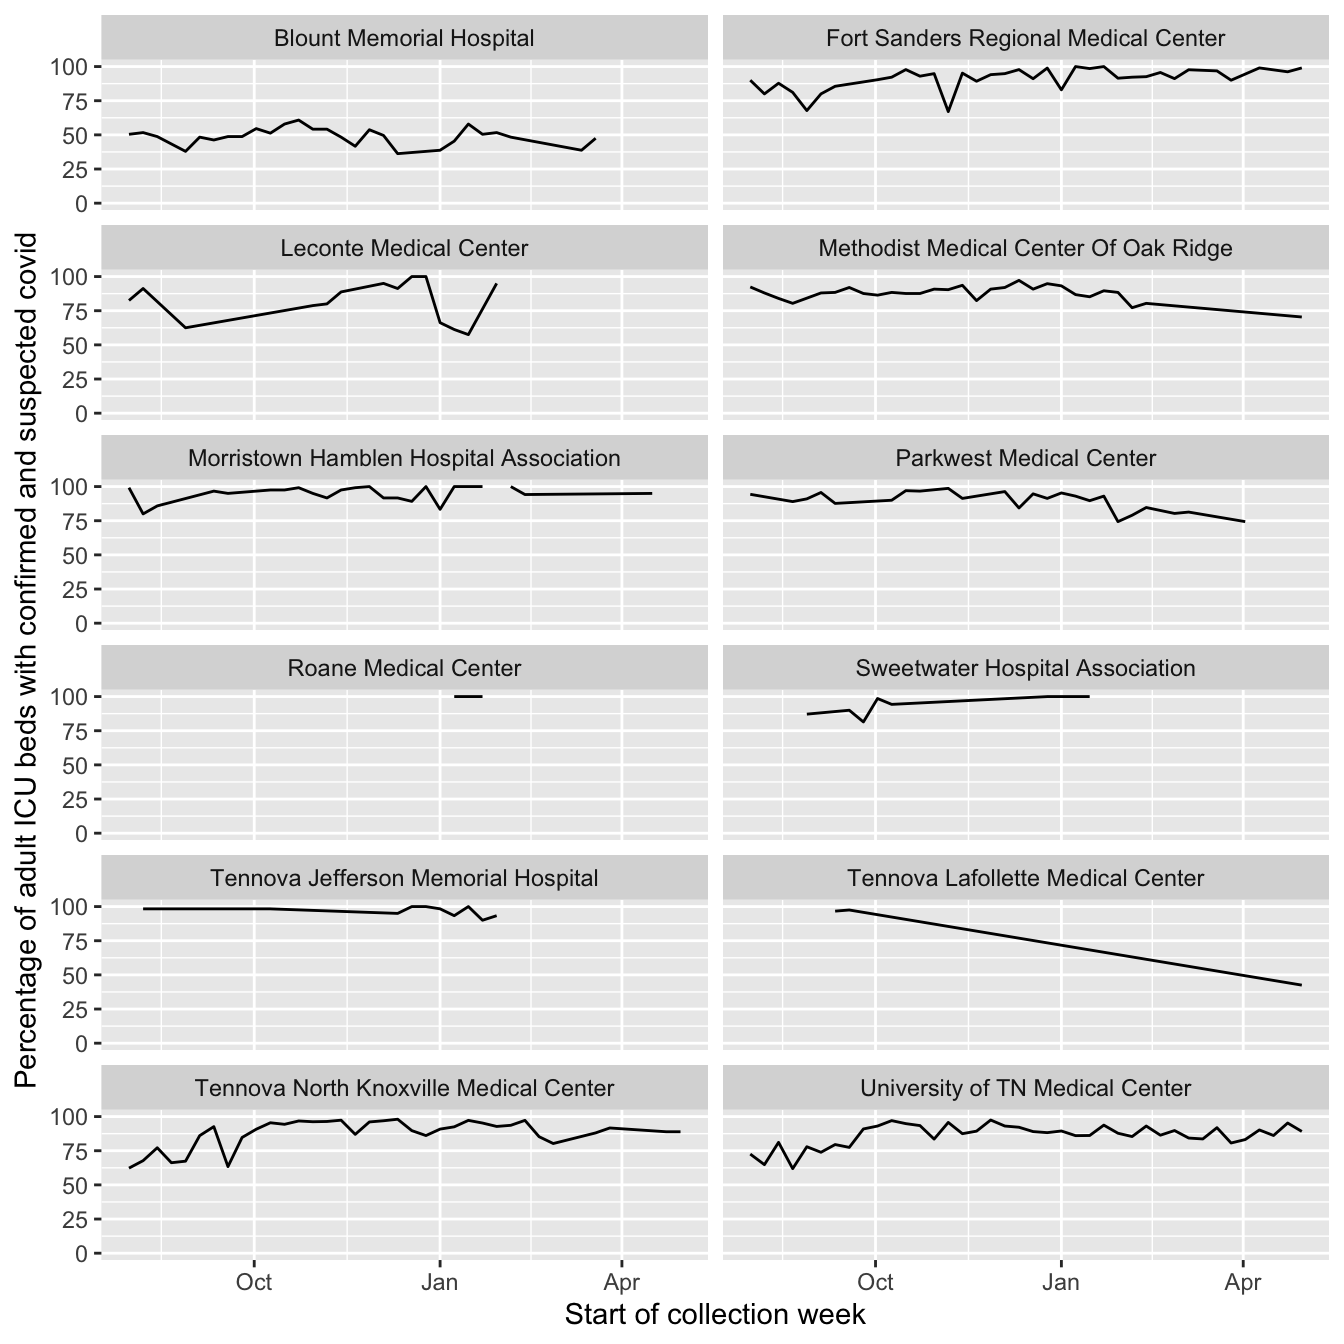 Blount Memorial Hospital
Fort Sanders Regional Medical Center
100
75
50
25
0
Leconte Medical Center
Methodist Medical Center Of Oak Ridge
100
75
50
25
0
Morristown Hamblen Hospital Association
Parkwest Medical Center
100
75
50
25
0
Roane Medical Center
Sweetwater Hospital Association
100
75
50
25
0
Tennova Jefferson Memorial Hospital
Tennova Lafollette Medical Center
100
75
50
25
0
Tennova North Knoxville Medical Center
University of TN Medical Center
100
75
50
25
0
Oct Jan Apr
Oct Jan Apr
Start of collection week
Percentage of adult ICU beds with confirmed and suspected covid